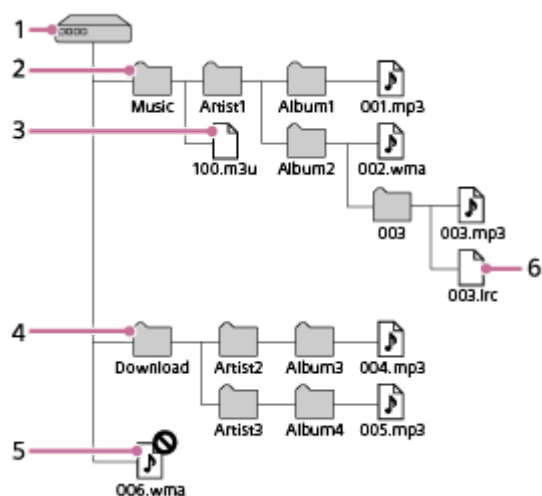 1
2
Music
Artist1
Album1
001.mp3
3
100.m3u
Album2
002.wma
003
003.mp3
6
003.lrc
4
Download
Artist2
Album3
004.mp3
Artist3
Album4
005.mp3
5
006.wma